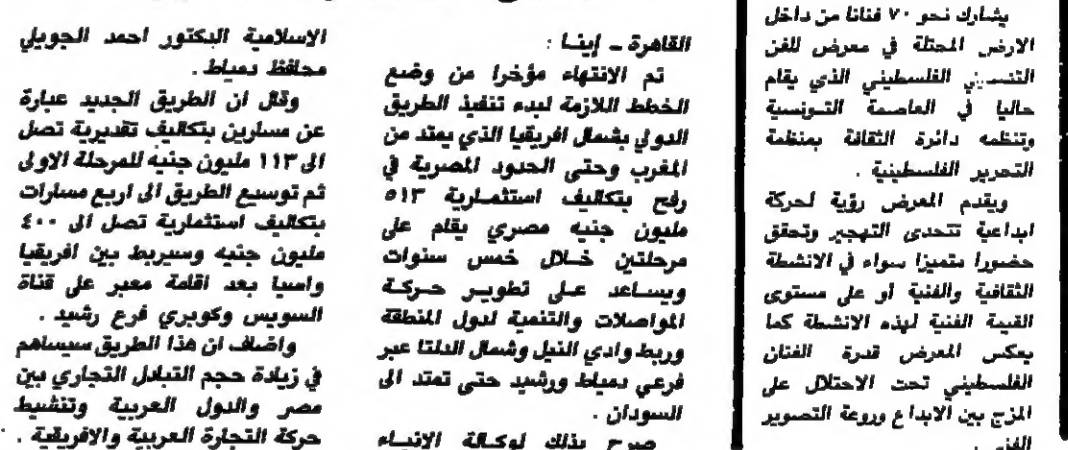 يشارك نحو ٧٠ فنانا من داخل
الارض المحتلة في معرض للفن
الفلسطيني الذي يقام
حاليا في العاصمة التونسية
وتنظمه دائرة الثقافة بمنظمة
التحرير الفلسطينية .
ويقدم المعرض رؤية لحركة
ابداعية تتحدى التهجير وتحقق
حضورا متميزا سواء في الانشطة
الثقافية والفنية أو على مستوى
القيمة الفنية لهذه الانشطة كما
يعكس المعرض قدرة الفنان
الفلسطيني تحت الاحتلال على
المزج بين الابداع وروعة التصوير
الفني .
القاهرة ـ إينا :
تم الانتهاء مؤخرا من وضع
الخطط اللازمة لبدء تنفيذ الطريق
الدولي بشمال افريقيا الذي يمتد من
المغرب وحتى الحدود المصرية في
رفح بتكاليف استثمارية ٥١٣
مليون جنيه مصري يقام على
مرحلتين خلال خمس سنوات
ويساعد على تطوير حركة
المواصلات والتنمية لدول المنطقة
وربط وادي النيل وشمال الدلتا عبر
فرعي دمياط ورشيد حتى تمتد الى
السودان .
صرح بذلك لوكالة الانباء
الاسلامية الدكتور احمد الجويلي
محافظ دمياط .
وقال ان الطريق الجديد عبارة
عن مسارين بتكاليف تقديرية تصل
الى ١١٣ مليون جنيه للمرحلة الاولى
ثم توسيع الطريق الى اربع مسارات
بتكاليف استثمارية تصل الى ٤٠٠
مليون جنيه وسيربط بين افريقيا
واسيا بعد اقامة معبر على قناة
السويس وكوبري فرع رشيد .
واضاف ان هذا الطريق سيساهم
في زيادة حجم التبادل التجاري بين
مصر والدول العربية وتنشيط
حركة التجارة العربية والافريقية .